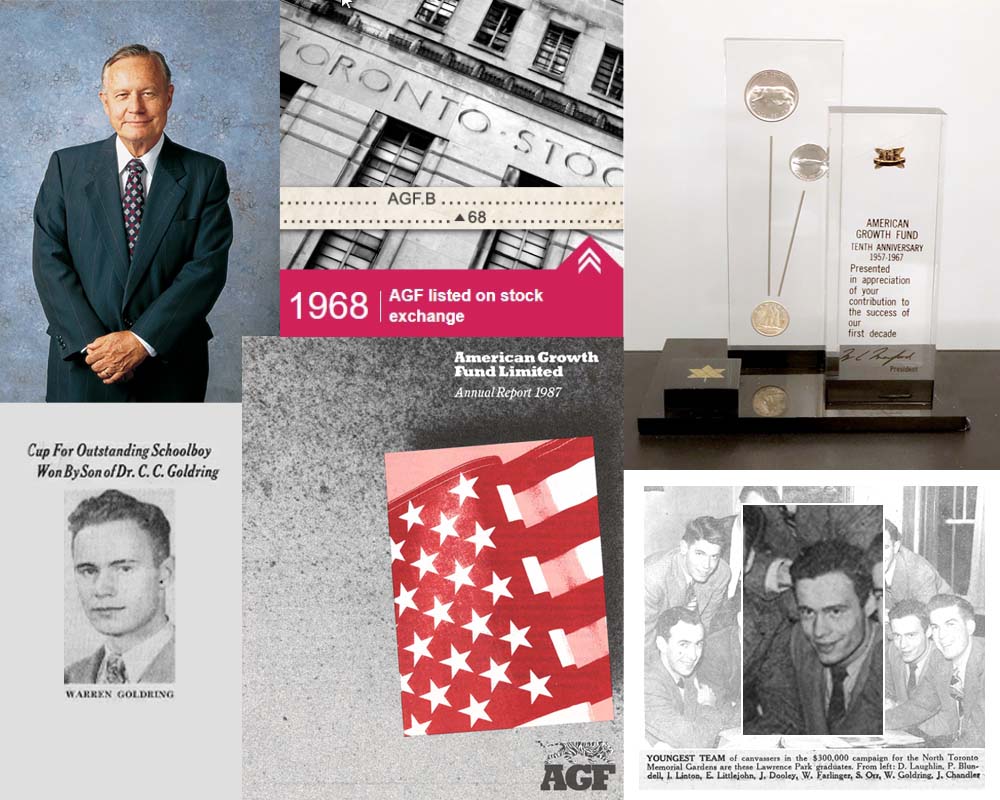 TORONTO·STOC
AGF.B
▲68
1968
AGF listed on stock
exchange
AMERICAN
GROWTH FUND
TENTH ANNIVERSARY
1957-1967
Presented
in appreciation
of your
contribution to
the success of
our
first decade
President
American Growth
Fund Limited
Annual Report 1987
AGF
Cup For Outstanding Schoolboy
Won By Son of Dr. C. C. Goldring
WARREN GOLDRING
YOUNGEST TEAM of canvassers in the $300,000 campaign for the North Toronto
Memorial Gardens are these Lawrence Park graduates. From left: D. Laughlin, P. Blun-
dell, I. Linton, E. Littlejohn, J. Dooley, W. Farlinger, S. Orr, W. Goldring, J. Chandler